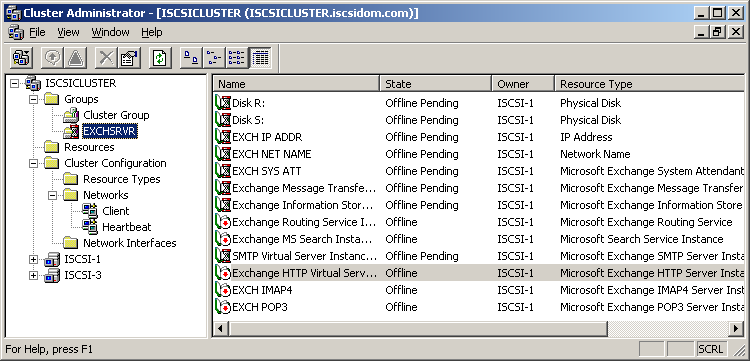 Cluster Administrator - [ISCSICLUSTER (ISCSICLUSTER.iscsidom.com)]
File View Window Help
ISCSICLUSTER
Groups
Cluster Group
EXCHSRVR
Resources
Cluster Configuration
Resource Types
Networks
Client
Heartbeat
Network Interfaces
ISCSI-1
ISCSI-3
Name State Owner Resource Type
Disk R: Offline Pending ISCSI-1 Physical Disk
Disk S: Offline Pending ISCSI-1 Physical Disk
EXCH IP ADDR Offline Pending ISCSI-1 IP Address
EXCH NET NAME Offline Pending ISCSI-1 Network Name
EXCH SYS ATT Offline Pending ISCSI-1 Microsoft Exchange System Attendant
Exchange Message Transfe... Offline Pending ISCSI-1 Microsoft Exchange Message Transfer
Exchange Information Stor... Offline Pending ISCSI-1 Microsoft Exchange Information Store
Exchange Routing Service I... Offline ISCSI-1 Microsoft Exchange Routing Service
Exchange MS Search Insta... Offline ISCSI-1 Microsoft Search Service Instance
SMTP Virtual Server Instanc... Offline Pending ISCSI-1 Microsoft Exchange SMTP Server Insta
Exchange HTTP Virtual Serv... Offline ISCSI-1 Microsoft Exchange HTTP Server Insta
EXCH IMAP4 Offline ISCSI-1 Microsoft Exchange IMAP4 Server Inst
EXCH POP3 Offline ISCSI-1 Microsoft Exchange POP3 Server Insta
For Help, press F1
SCRL